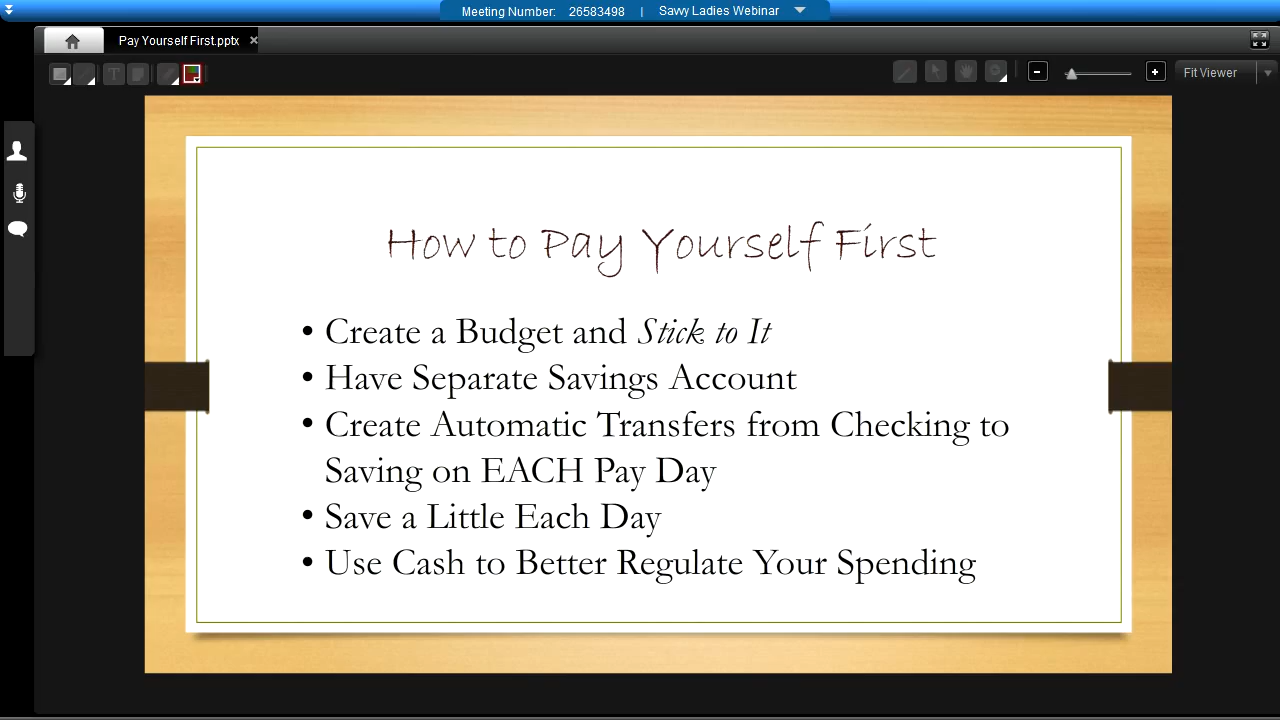 Meeting Number: 26583498 | Savvy Ladies Webinar
Pay Yourself First.pptx
T
Fit Viewer
How to Pay Yourself First
• Create a Budget and Stick to It
• Have Separate Savings Account
• Create Automatic Transfers from Checking to
Saving on EACH Pay Day
• Save a Little Each Day
• Use Cash to Better Regulate Your Spending